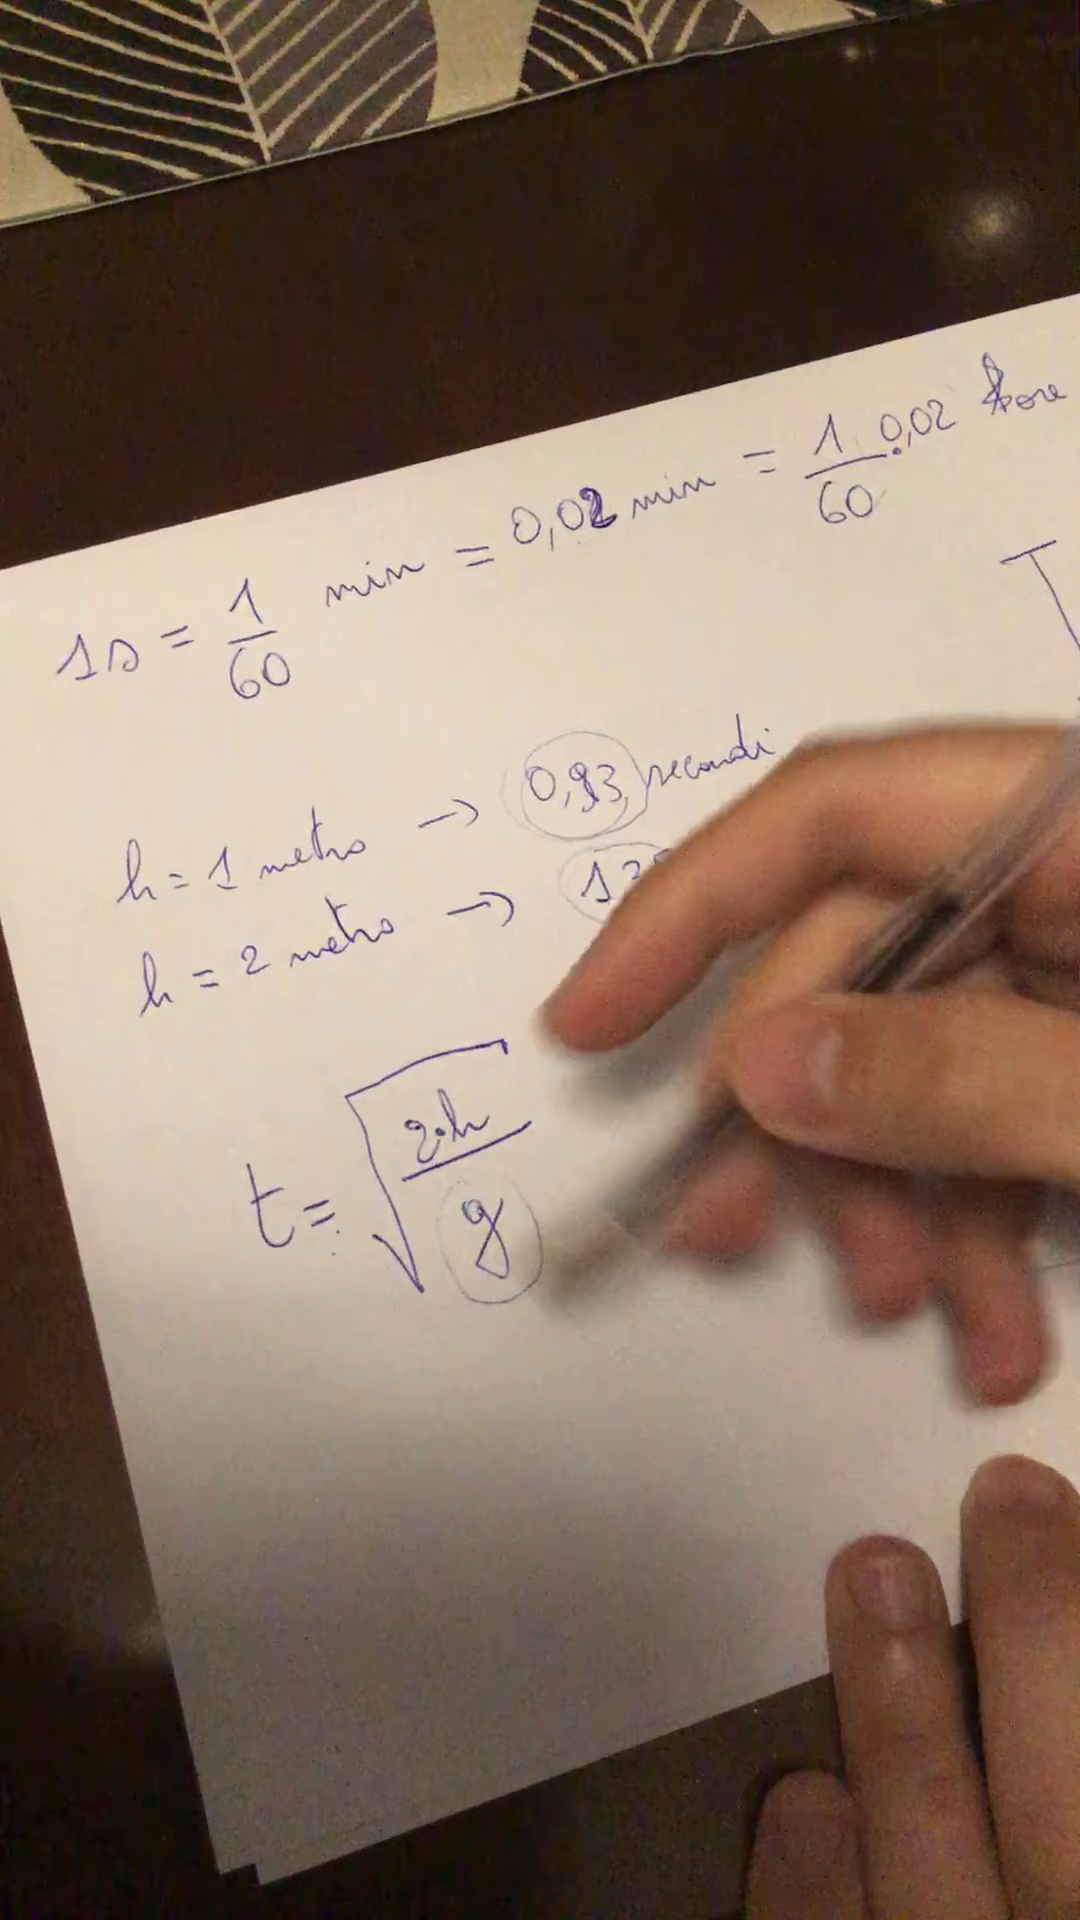 1s = 1/60 min = 0,02 min = 1 0,02/60 ore
h = 1 metro → 0,93 secondi
h = 2 metro →
t = √(2·h/g)